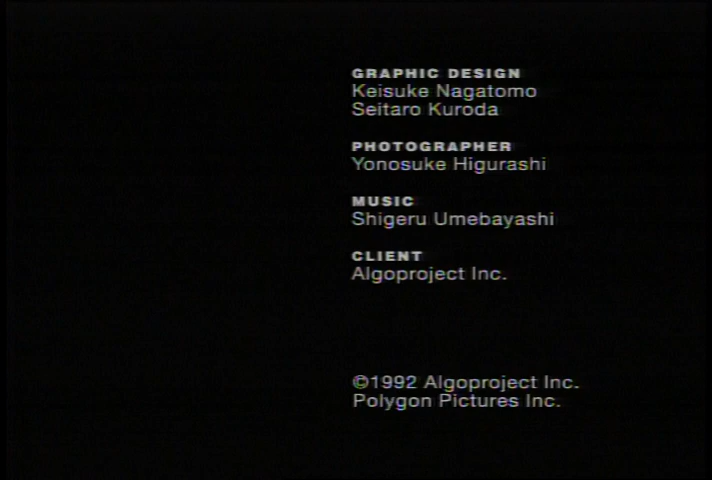 GRAPHIC DESIGN
Keisuke Nagatomo
Seitaro Kuroda
PHOTOGRAPHER
Yonosuke Higurashi
MUSIC
Shigeru Umebayashi
CLIENT
Algoproject Inc.
©1992 Algoproject Inc.
Polygon Pictures Inc.